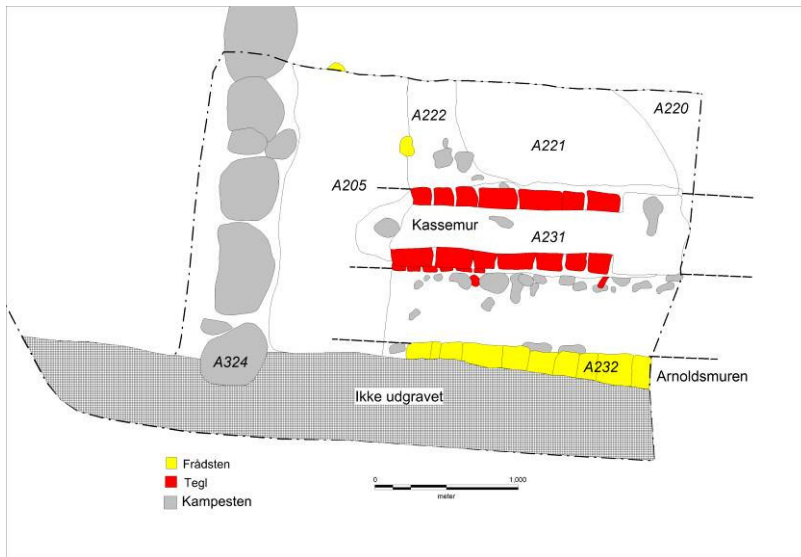 A220
A222
A221
A205
Kassemur
A231
A324
A232
Arnoldsmuren
Ikke udgravet
Frådsten
Tegl
Kampesten
0 1,000
meter